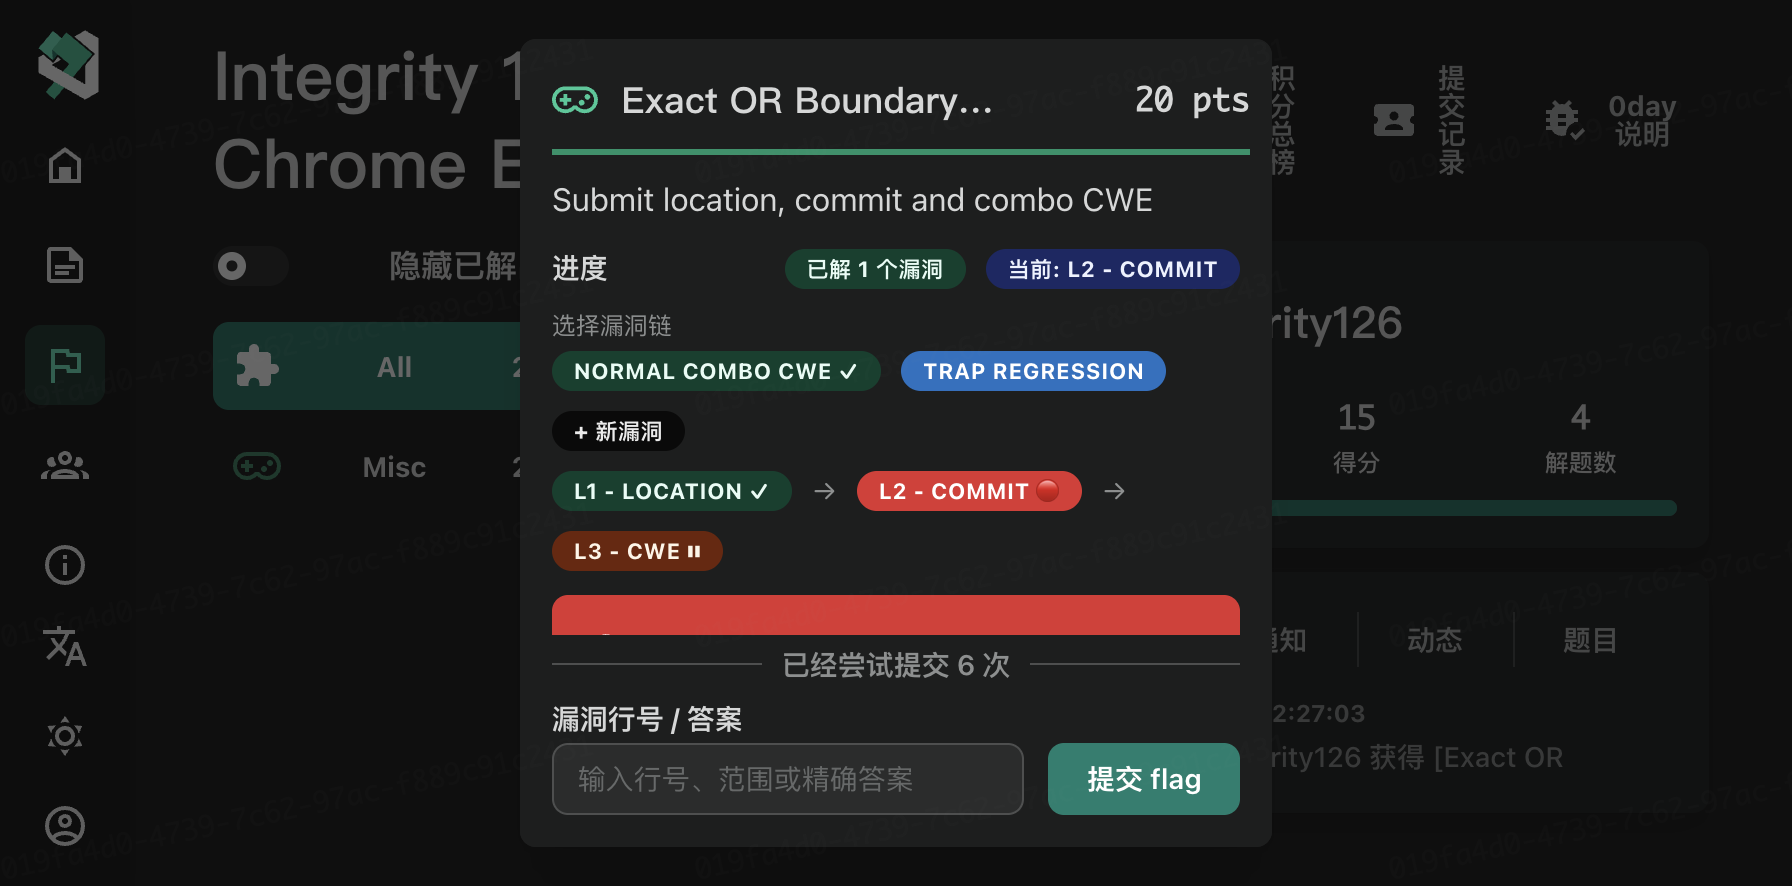 Integrity 1
Chrome E
隐藏已解
All
Misc
Exact OR Boundary...
20 pts
Submit location, commit and combo CWE
进度
已解 1 个漏洞
当前: L2 - COMMIT
选择漏洞链
NORMAL COMBO CWE ✓
TRAP REGRESSION
+ 新漏洞
L1 - LOCATION ✓
→
L2 - COMMIT
→
L3 - CWE
已经尝试提交 6 次
漏洞行号 / 答案
输入行号、范围或精确答案
提交 flag
积分总榜
提交记录
0day
说明
rity126
15
得分
4
解题数
通知
动态
题目
2:27:03
rity126 获得 [Exact OR